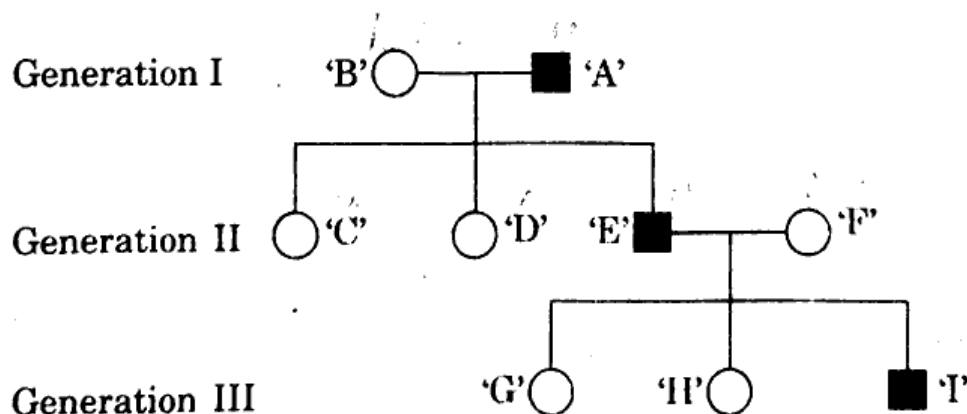 Generation I 'B' 'A'
Generation II 'C' 'D' 'E' 'F'
Generation III 'G' 'H' 'I'